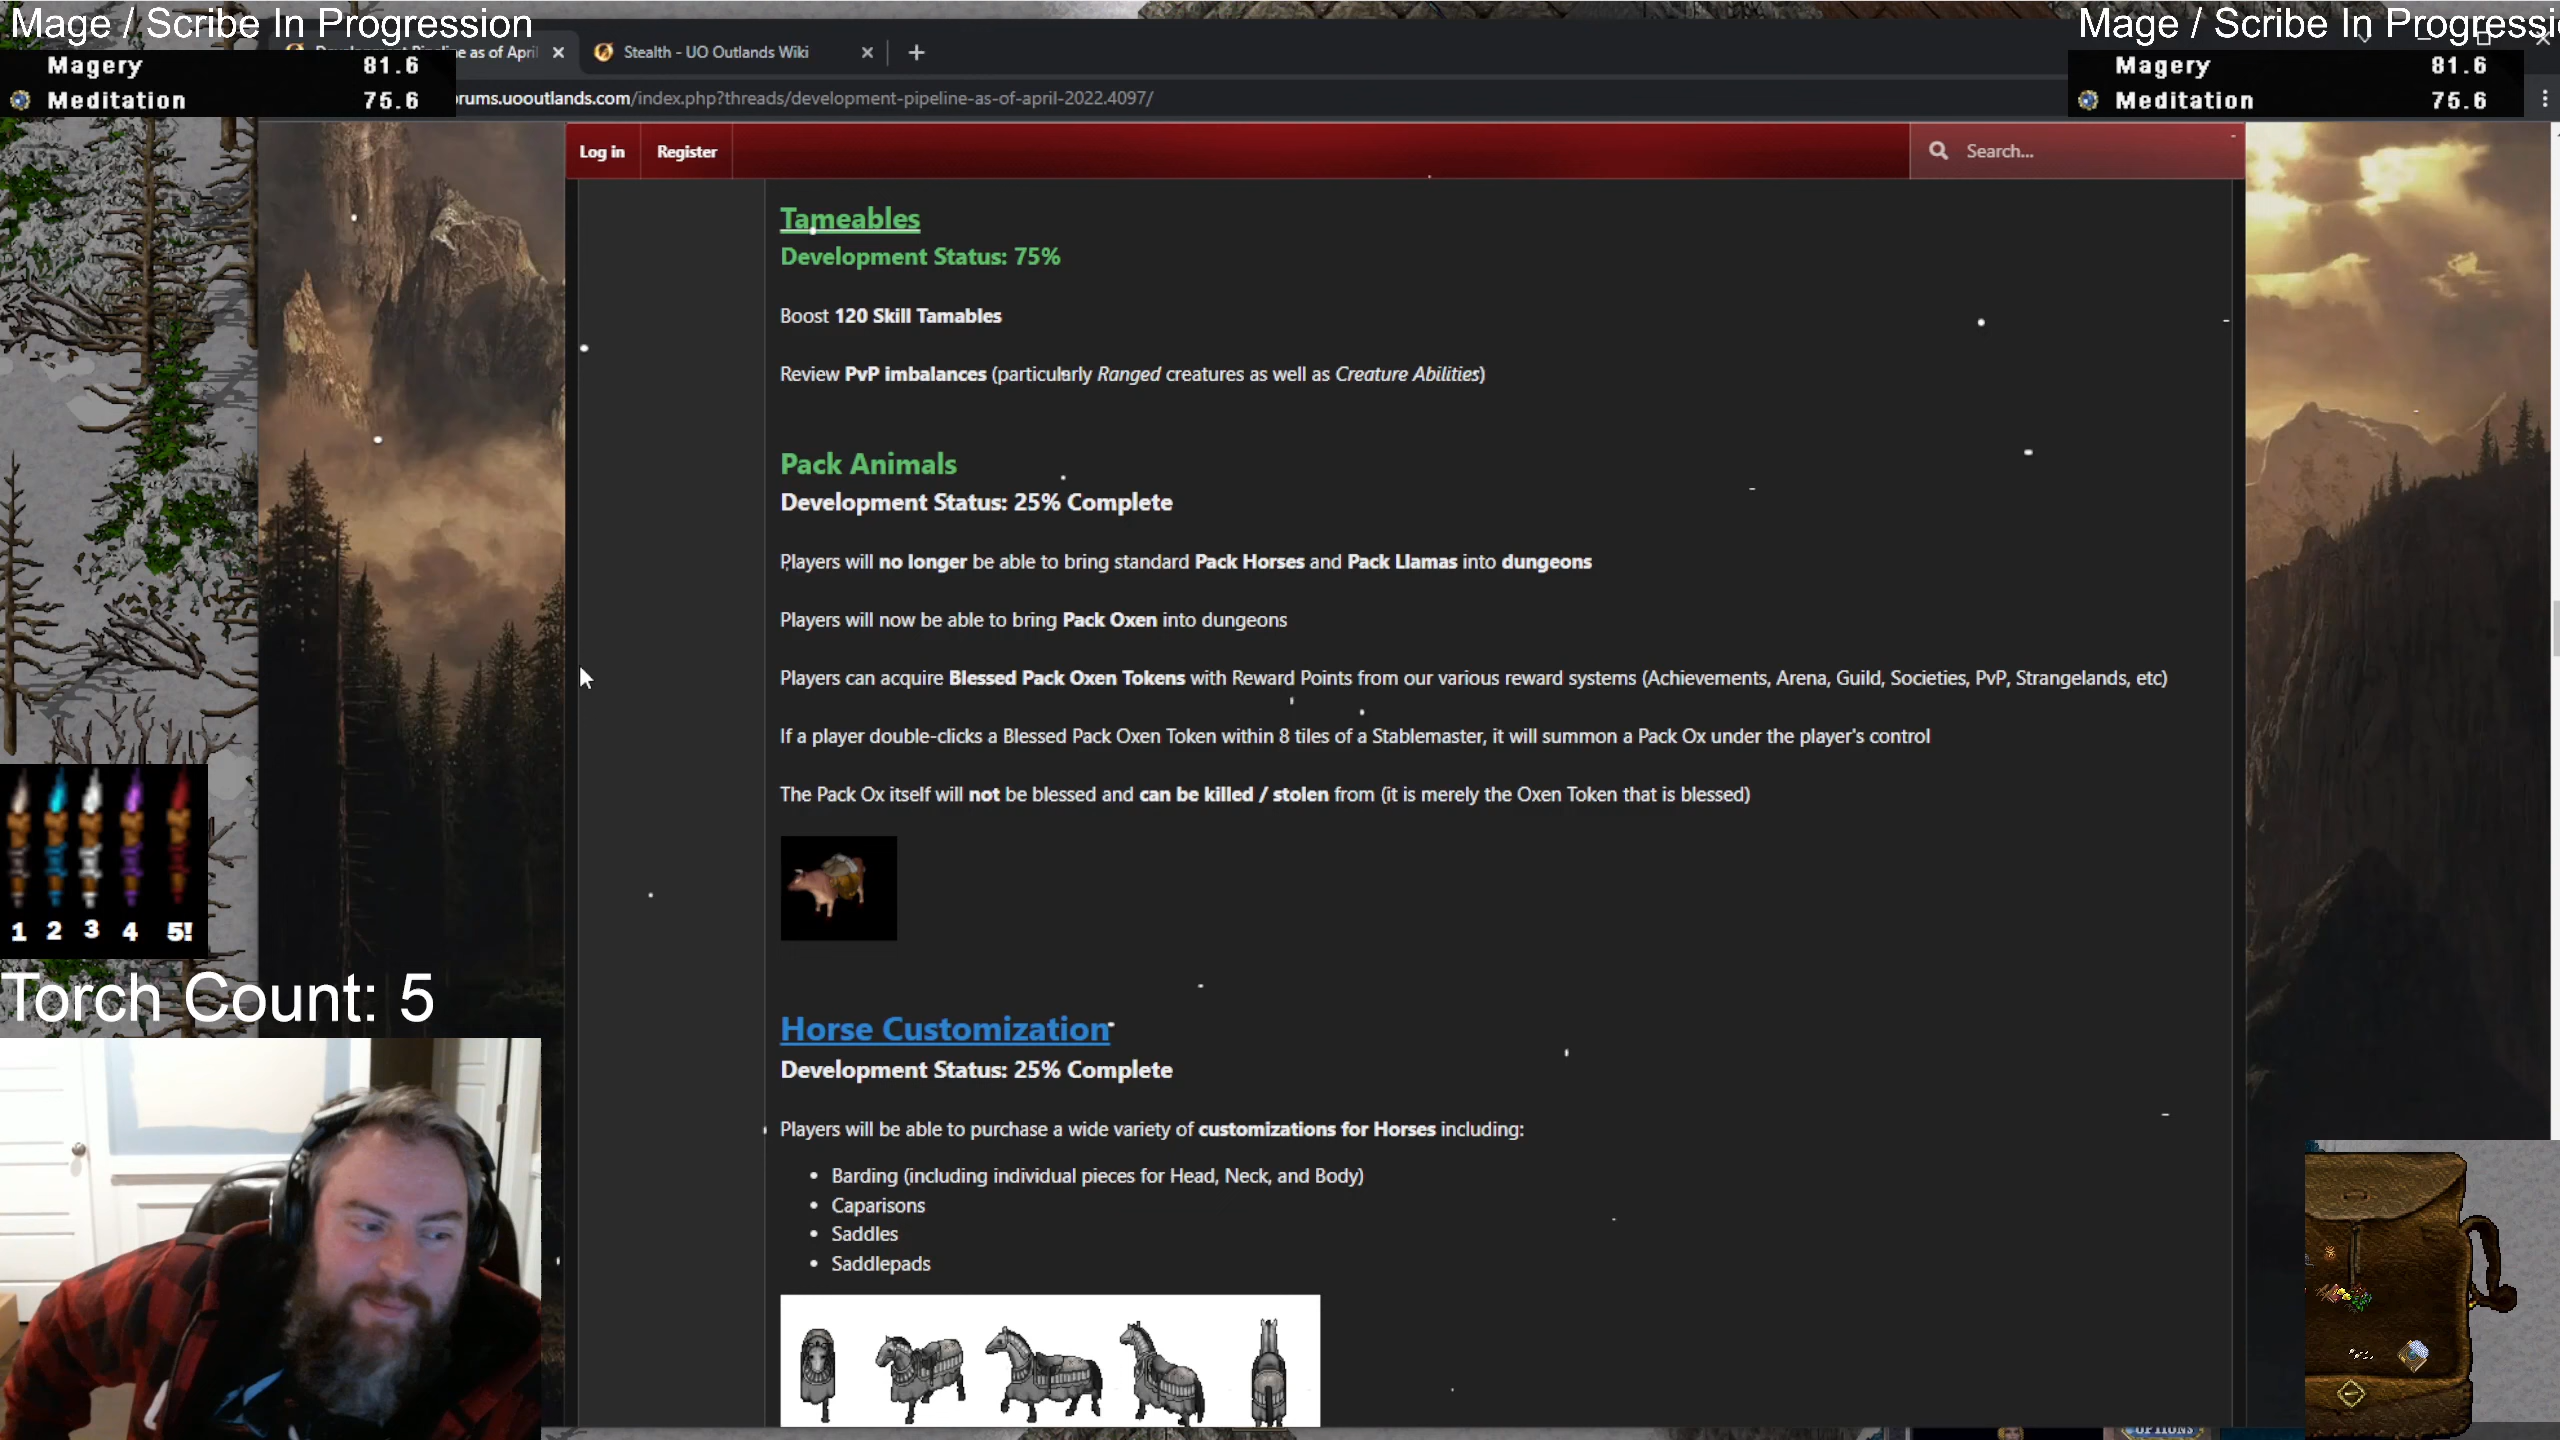 Mage / Scribe In Progression
Mage / Scribe In Progressi
Magery 81.6
Meditation 75.6
Magery 81.6
Meditation 75.6
Development Pipeline as of April
Stealth - UO Outlands Wiki
orums.uooutlands.com/index.php?threads/development-pipeline-as-of-april-2022.4097/
Log in
Register
Search...
Tameables
Development Status: 75%
Boost 120 Skill Tamables
Review PvP imbalances (particularly Ranged creatures as well as Creature Abilities)
Pack Animals
Development Status: 25% Complete
Players will no longer be able to bring standard Pack Horses and Pack Llamas into dungeons
Players will now be able to bring Pack Oxen into dungeons
Players can acquire Blessed Pack Oxen Tokens with Reward Points from our various reward systems (Achievements, Arena, Guild, Societies, PvP, Strangelands, etc)
If a player double-clicks a Blessed Pack Oxen Token within 8 tiles of a Stablemaster, it will summon a Pack Ox under the player's control
The Pack Ox itself will not be blessed and can be killed / stolen from (it is merely the Oxen Token that is blessed)
1 2 3 4 5!
Torch Count: 5
Horse Customization
Development Status: 25% Complete
Players will be able to purchase a wide variety of customizations for Horses including:
• Barding (including individual pieces for Head, Neck, and Body)
• Caparisons
• Saddles
• Saddlepads
OPTIONS